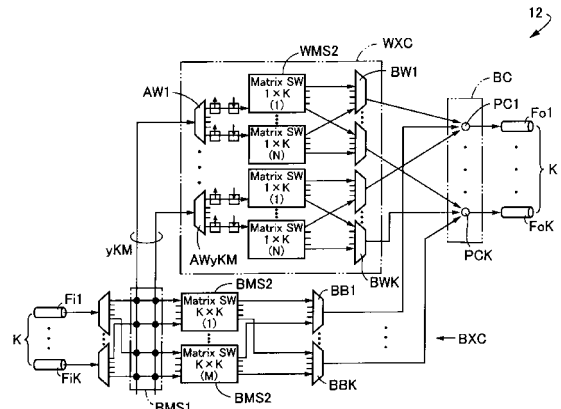 12
WXC
WMS2
BW1
BC
AW1
Matrix SW
1×K
(1)
PC1
Fo1
Matrix SW
1×K
(N)
K
Matrix SW
1×K
(1)
FoK
yKM
AWyKM
Matrix SW
1×K
(N)
BWK
PCK
BMS2
BB1
Fi1
Matrix SW
K×K
(1)
K
BXC
Matrix SW
K×K
(M)
FiK
BBK
BMS1
BMS2